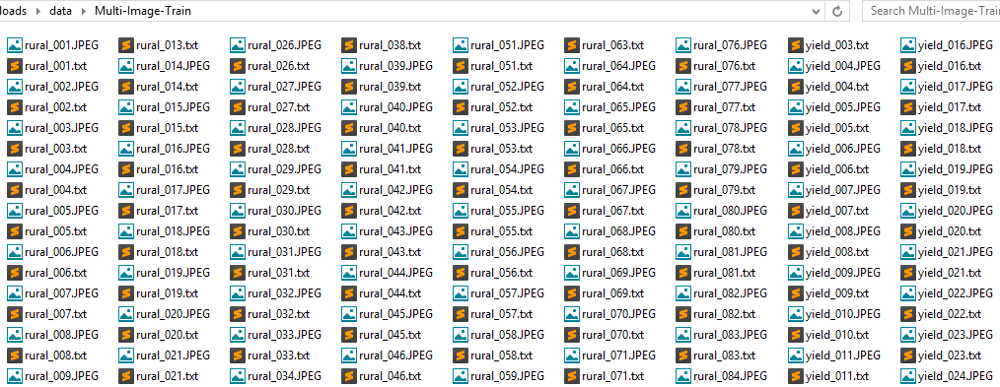 loads › data › Multi-Image-Train Search Multi-Image-Trai
rural_001.JPEG rural_013.txt rural_026.JPEG rural_038.txt rural_051.JPEG rural_063.txt rural_076.JPEG yield_003.txt yield_016.JPEG
rural_001.txt rural_014.JPEG rural_026.txt rural_039.JPEG rural_051.txt rural_064.JPEG rural_076.txt yield_004.JPEG yield_016.txt
rural_002.JPEG rural_014.txt rural_027.JPEG rural_039.txt rural_052.JPEG rural_064.txt rural_077.JPEG yield_004.txt yield_017.JPEG
rural_002.txt rural_015.JPEG rural_027.txt rural_040.JPEG rural_052.txt rural_065.JPEG rural_077.txt yield_005.JPEG yield_017.txt
rural_003.JPEG rural_015.txt rural_028.JPEG rural_040.txt rural_053.JPEG rural_065.txt rural_078.JPEG yield_005.txt yield_018.JPEG
rural_003.txt rural_016.JPEG rural_028.txt rural_041.JPEG rural_053.txt rural_066.JPEG rural_078.txt yield_006.JPEG yield_018.txt
rural_004.JPEG rural_016.txt rural_029.JPEG rural_041.txt rural_054.JPEG rural_066.txt rural_079.JPEG yield_006.txt yield_019.JPEG
rural_004.txt rural_017.JPEG rural_029.txt rural_042.JPEG rural_054.txt rural_067.JPEG rural_079.txt yield_007.JPEG yield_019.txt
rural_005.JPEG rural_017.txt rural_030.JPEG rural_042.txt rural_055.JPEG rural_067.txt rural_080.JPEG yield_007.txt yield_020.JPEG
rural_005.txt rural_018.JPEG rural_030.txt rural_043.JPEG rural_055.txt rural_068.JPEG rural_080.txt yield_008.JPEG yield_020.txt
rural_006.JPEG rural_018.txt rural_031.JPEG rural_043.txt rural_056.JPEG rural_068.txt rural_081.JPEG yield_008.txt yield_021.JPEG
rural_006.txt rural_019.JPEG rural_031.txt rural_044.JPEG rural_056.txt rural_069.JPEG rural_081.txt yield_009.JPEG yield_021.txt
rural_007.JPEG rural_019.txt rural_032.JPEG rural_044.txt rural_057.JPEG rural_069.txt rural_082.JPEG yield_009.txt yield_022.JPEG
rural_007.txt rural_020.JPEG rural_032.txt rural_045.JPEG rural_057.txt rural_070.JPEG rural_082.txt yield_010.JPEG yield_022.txt
rural_008.JPEG rural_020.txt rural_033.JPEG rural_045.txt rural_058.JPEG rural_070.txt rural_083.JPEG yield_010.txt yield_023.JPEG
rural_008.txt rural_021.JPEG rural_033.txt rural_046.JPEG rural_058.txt rural_071.JPEG rural_083.txt yield_011.JPEG yield_023.txt
rural_009.JPEG rural_021.txt rural_034.JPEG rural_046.txt rural_059.JPEG rural_071.txt rural_084.JPEG yield_011.txt yield_024.JPEG